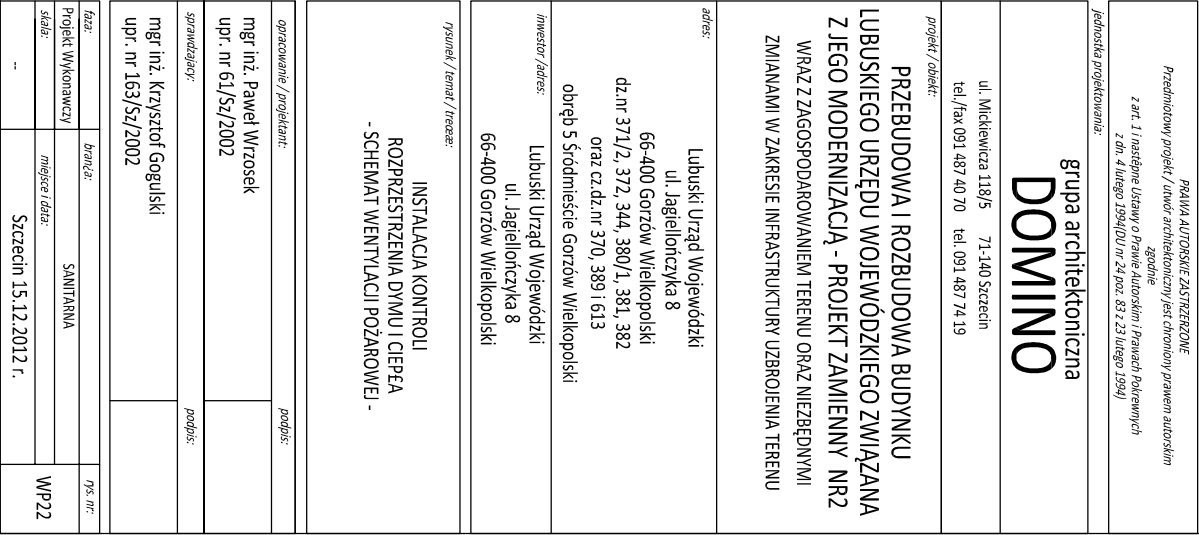 PRAWA AUTORSKIE ZASTRZERZONE
Przedmiotowy projekt / utwór architektoniczny jest chroniony prawem autorskim
zgodnie
z art. 1 i nastêpne Ustawy o Prawie Autorskim i Prawach Pokrewnych
z dn. 4 lutego 1994(DU nr 24 poz. 83 z 23 lutego 1994)
jednostka projektowania:
grupa architektoniczna
DOMINO
ul. Mickiewicza 118/5 71-140 Szczecin
tel./fax 091 487 40 70 tel. 091 487 74 19
projekt / obiekt:
PRZEBUDOWA I ROZBUDOWA BUDYNKU
LUBUSKIEGO URZĘDU WOJEWÓDZKIEGO ZWIĄZANA
Z JEGO MODERNIZACJĄ - PROJEKT ZAMIENNY NR2
WRAZ Z ZAGOSPODAROWANIEM TERENU ORAZ NIEZBĘDNYMI
ZMIANAMI W ZAKRESIE INFRASTRUKTURY UZBROJENIA TERENU
adres:
Lubuski Urząd Wojewódzki
ul. Jagiellończyka 8
66-400 Gorzów Wielkopolski
dz.nr 371/2, 372, 344, 380/1, 381, 382
oraz cz.dz.nr 370, 389 i 613
obręb 5 Śródmieście Gorzów Wielkopolski
inwestor /adres:
Lubuski Urząd Wojewódzki
ul. Jagiellończyka 8
66-400 Gorzów Wielkopolski
rysunek / temat / treœæ:
INSTALACJA KONTROLI
ROZPRZESTRZENIA DYMU I CIEP£A
- SCHEMAT WENTYLACJI POŻAROWEJ -
opracowanie / projektant: podpis:
mgr inż. Paweł Wrzosek
upr. nr 61/Sz/2002
sprawdzający: podpis:
mgr inż. Krzysztof Gogulski
upr. nr 163/Sz/2002
faza: branża: rys. nr:
Projekt Wykonawczy SANITARNA WP22
skala: miejsce i data:
-- Szczecin 15.12.2012 r.